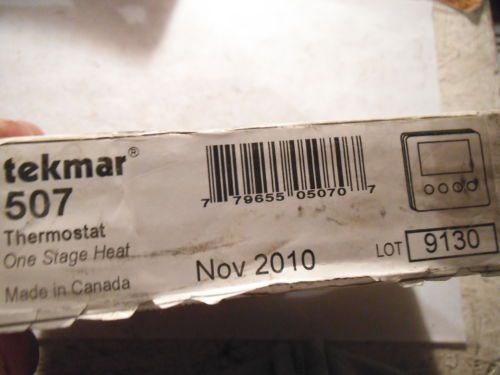 tekmar®
507
Thermostat
One Stage Heat
Made in Canada
7 79655 05070 7
Nov 2010
LOT 9130